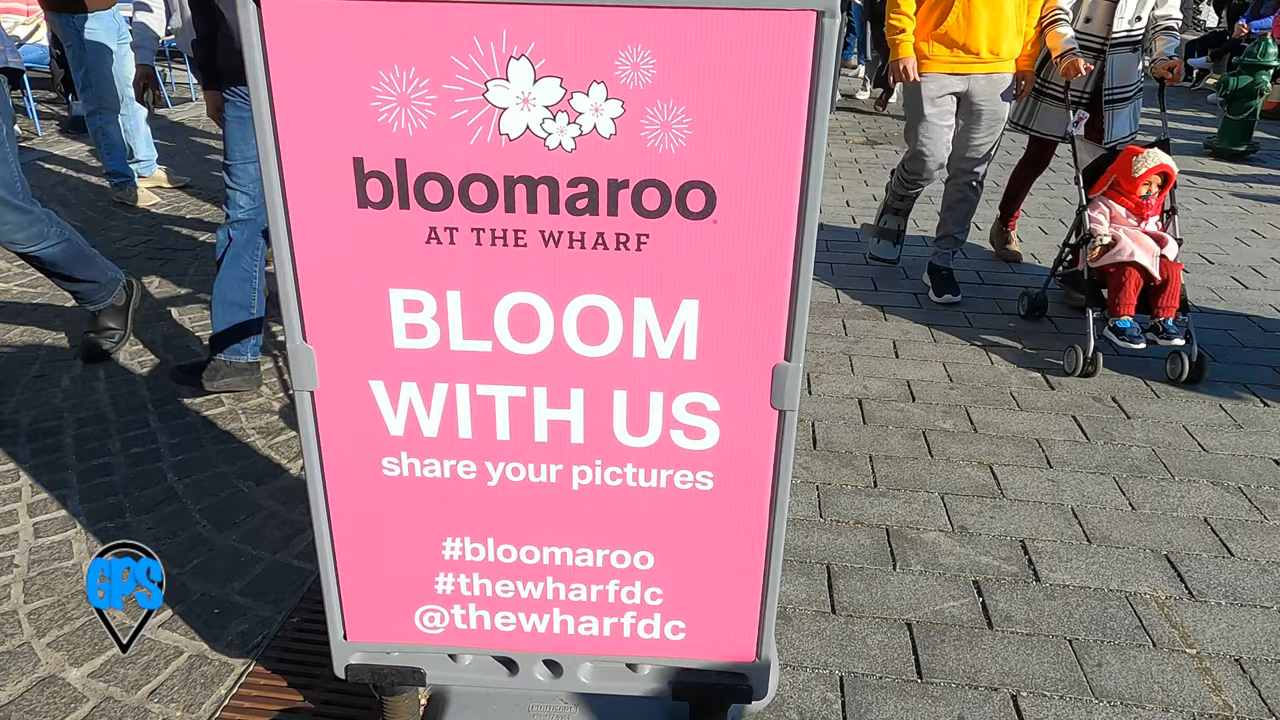 bloomaroo
AT THE WHARF
BLOOM
WITH US
share your pictures
#bloomaroo
#thewharfdc
@thewharfdc
GPS